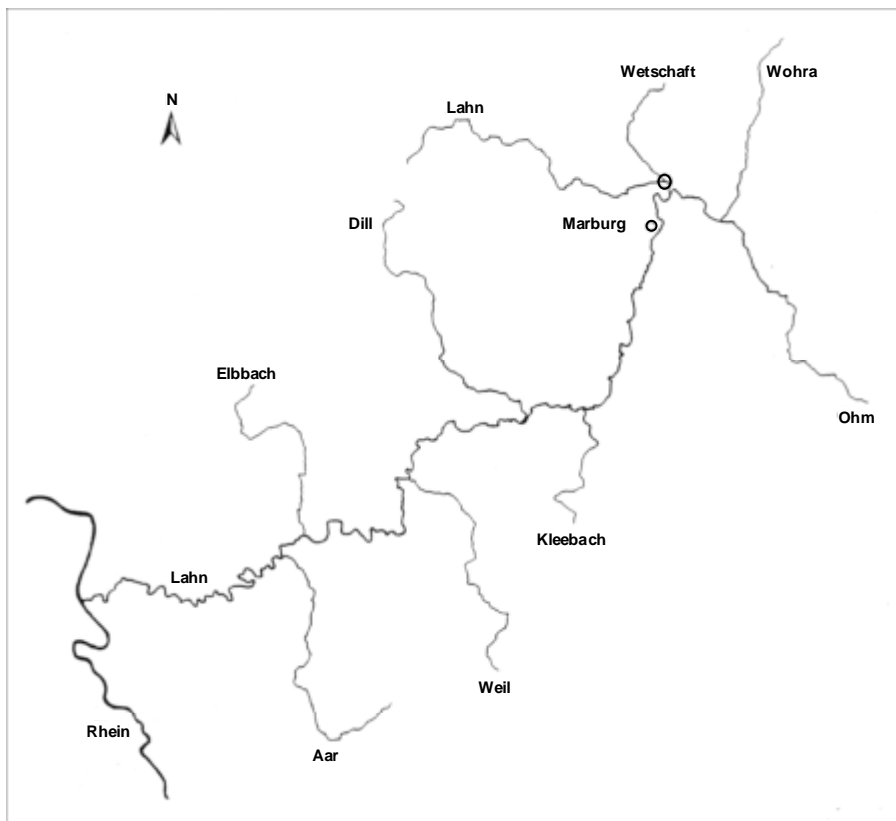 Wetschaft
Wohra
N
Lahn
Dill
Marburg
Elbbach
Ohm
Kleebach
Lahn
Weil
Rhein
Aar